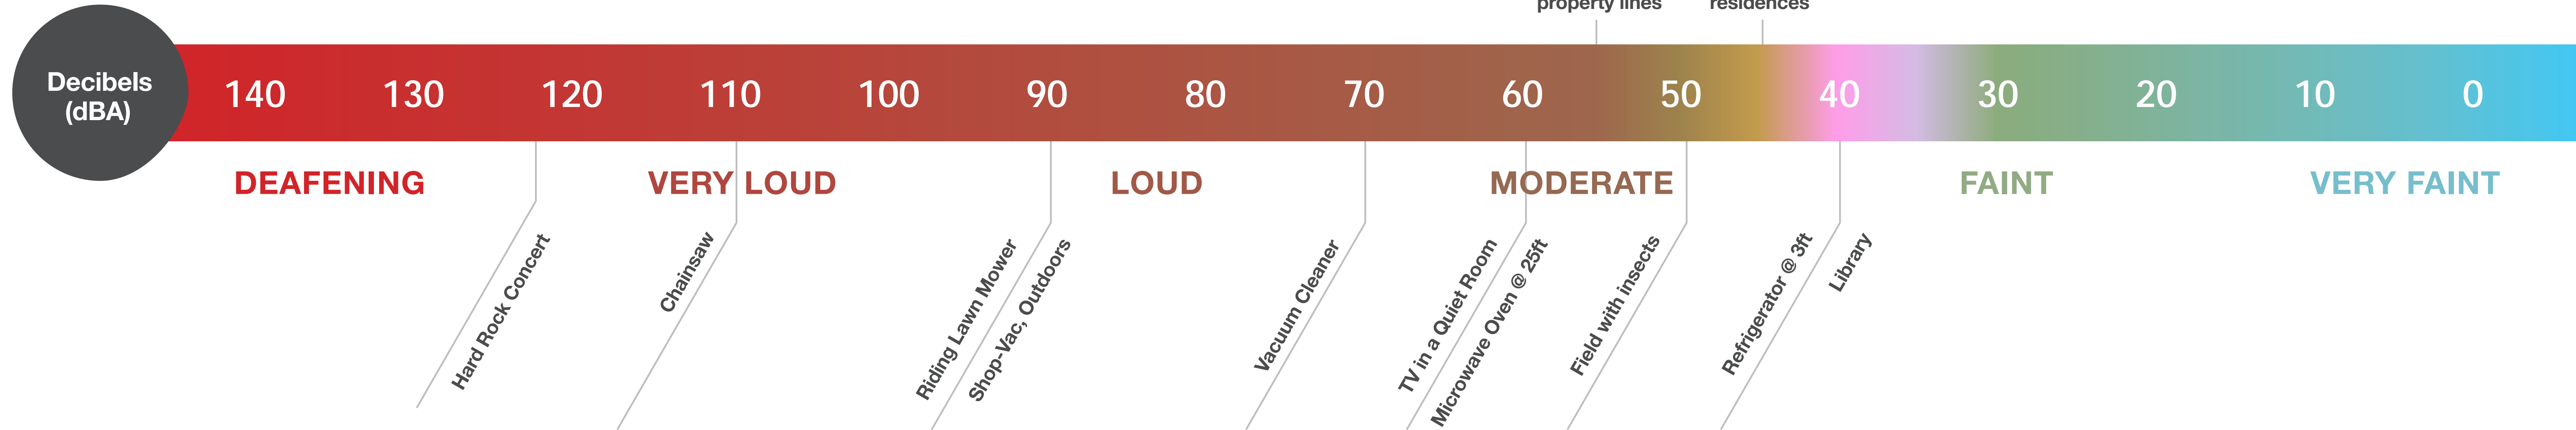 property lines
residences
Decibels
(dBA)
140 130 120 110 100 90 80 70 60 50 40 30 20 10 0
DEAFENING VERY LOUD LOUD MODERATE FAINT VERY FAINT
Hard Rock Concert
Chainsaw
Riding Lawn Mower
Shop-Vac, Outdoors
Vacuum Cleaner
TV in a Quiet Room
Microwave Oven @ 25ft
Field with insects
Refrigerator @ 3ft
Library